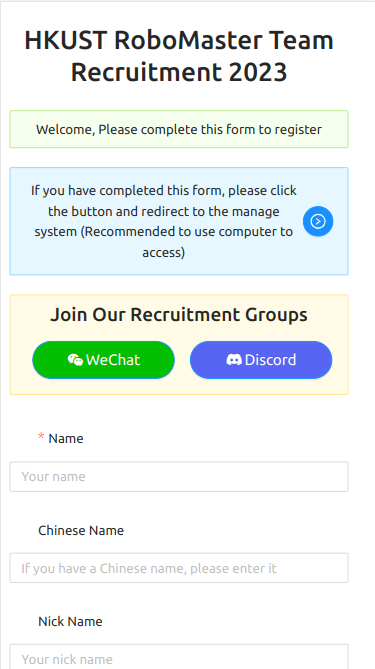 HKUST RoboMaster Team
Recruitment 2023
Welcome, Please complete this form to register
If you have completed this form, please click
the button and redirect to the manage
system (Recommended to use computer to
access)
Join Our Recruitment Groups
WeChat
Discord
* Name
Your name
Chinese Name
If you have a Chinese name, please enter it
Nick Name
Your nick name